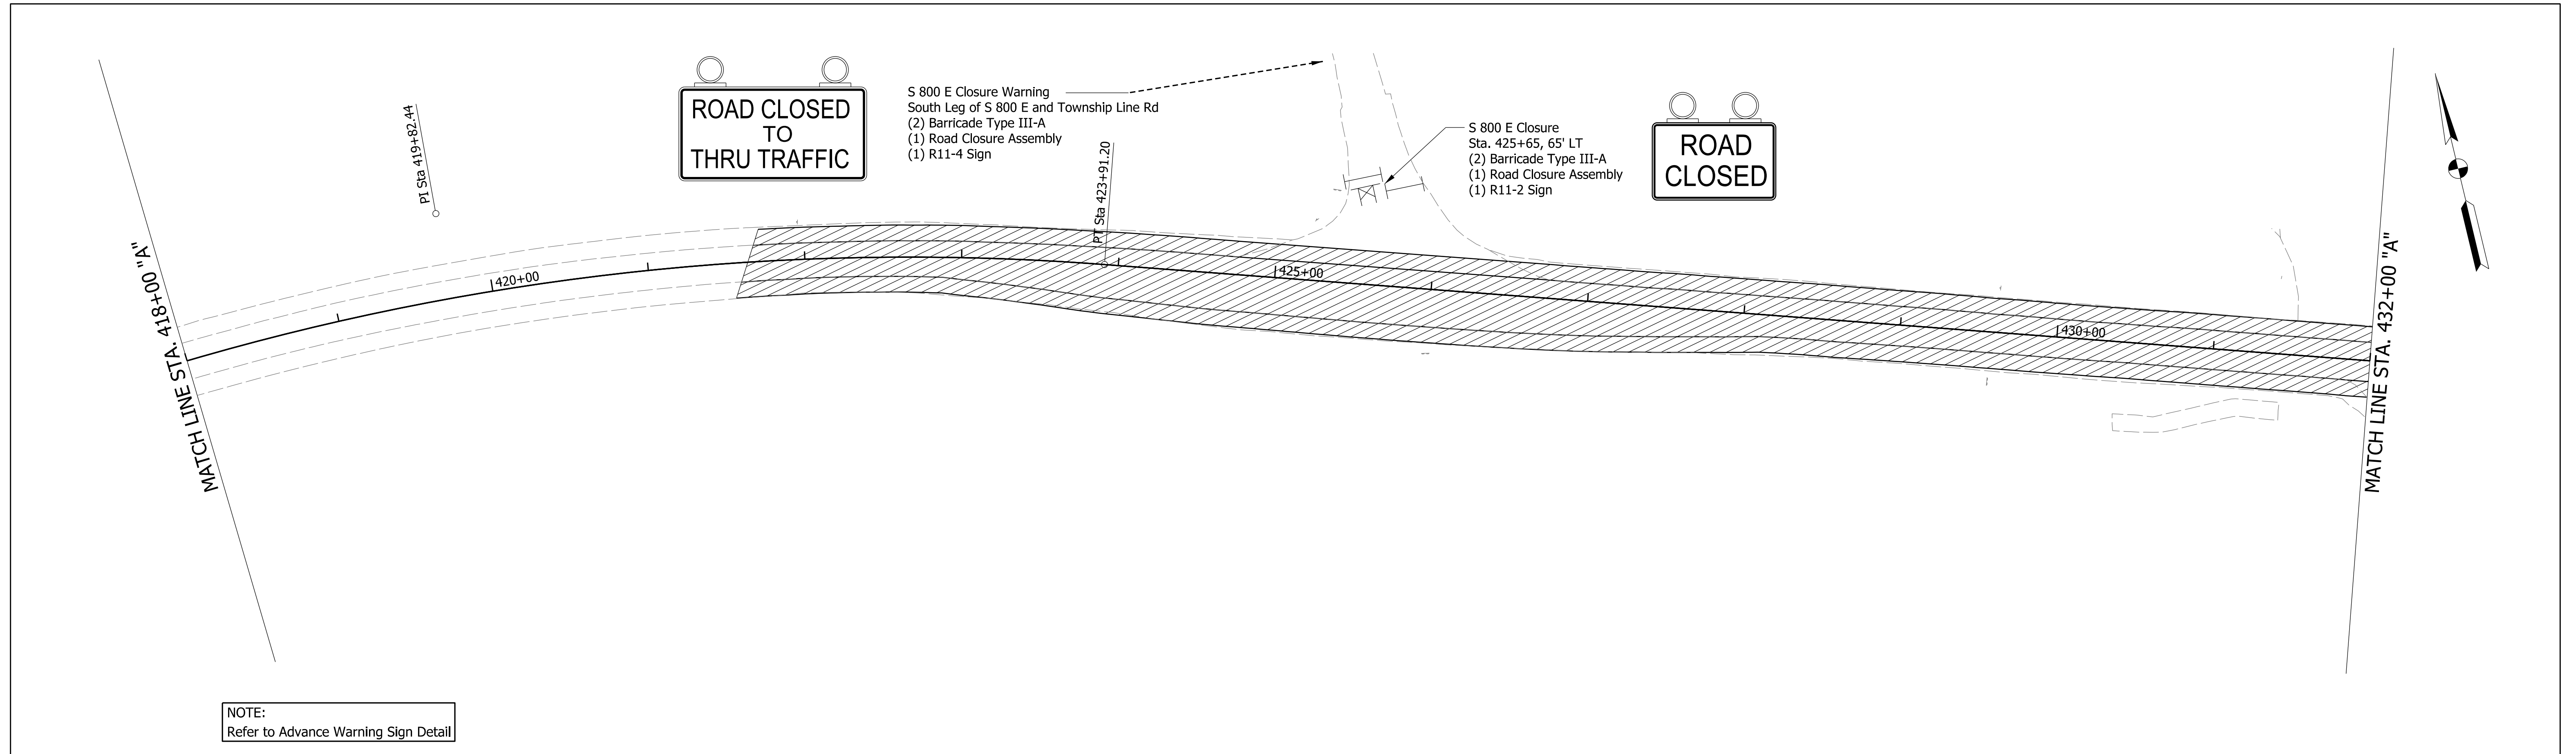 MATCH LINE STA. 418+00 "A"
PI Sta 419+82.44
420+00
ROAD CLOSED
TO
THRU TRAFFIC
S 800 E Closure Warning
South Leg of S 800 E and Township Line Rd
(2) Barricade Type III-A
(1) Road Closure Assembly
(1) R11-4 Sign
PT Sta 423+91.20
425+00
S 800 E Closure
Sta. 425+65, 65' LT
(2) Barricade Type III-A
(1) Road Closure Assembly
(1) R11-2 Sign
ROAD
CLOSED
430+00
MATCH LINE STA. 432+00 "A"
NOTE:
Refer to Advance Warning Sign Detail